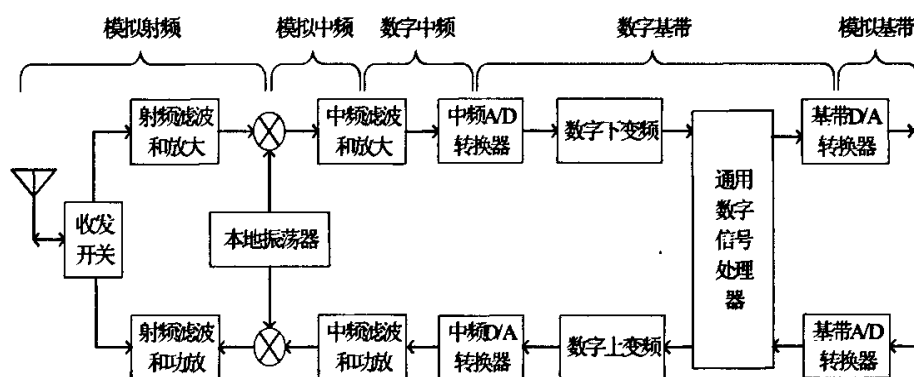 模拟射频 模拟中频 数字中频 数字基带 模拟基带
射频滤波
和放大
中频滤波
和放大
中频A/D
转换器
数字下变频
基带D/A
转换器
收发
开关
本地振荡器
通用
数字
信号
处理
器
射频滤波
和功放
中频滤波
和功放
中频D/A
转换器
数字上变频
基带A/D
转换器